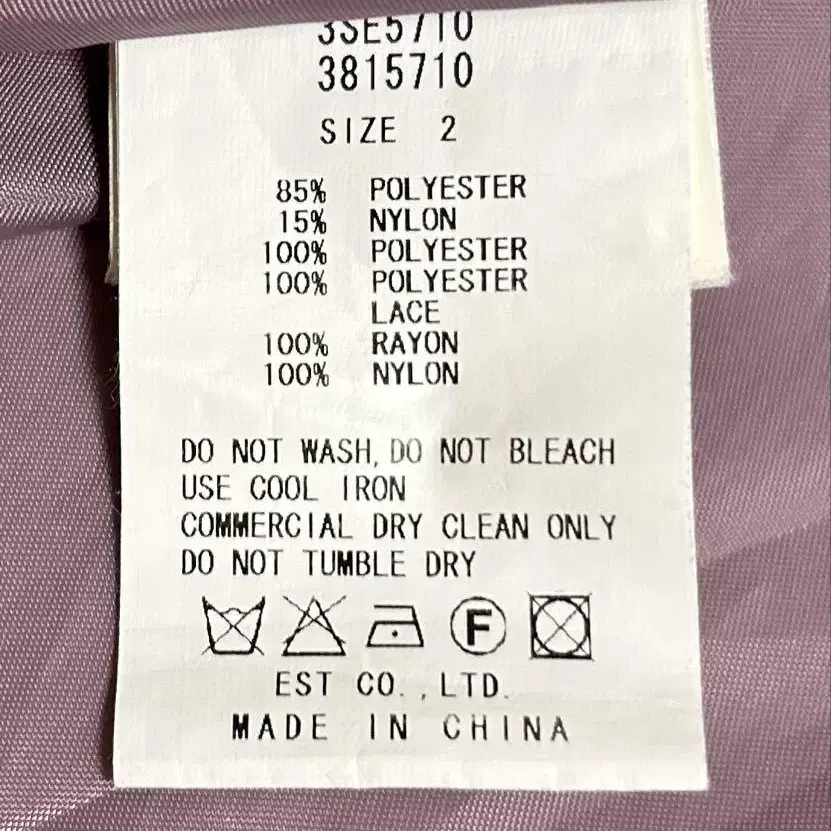 3SE5710
3815710
SIZE 2
85% POLYESTER
15% NYLON
100% POLYESTER
100% POLYESTER
LACE
100% RAYON
100% NYLON
DO NOT WASH, DO NOT BLEACH
USE COOL IRON
COMMERCIAL DRY CLEAN ONLY
DO NOT TUMBLE DRY
F
EST CO., LTD.
MADE IN CHINA